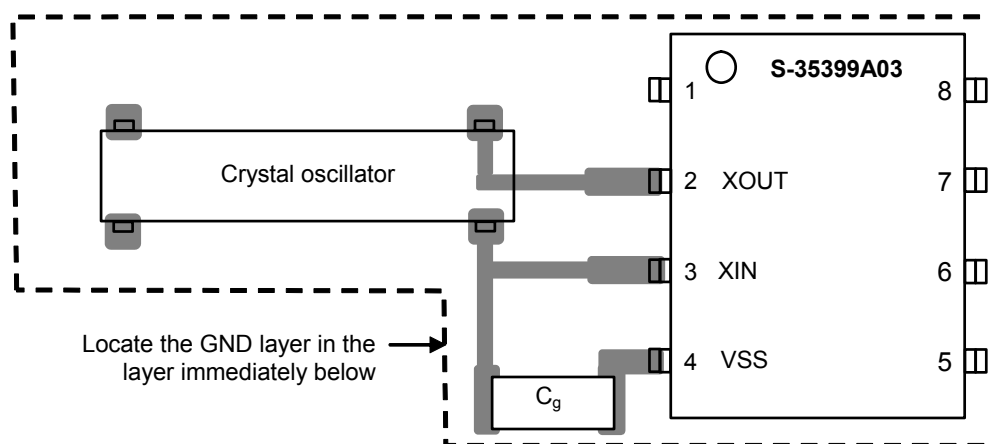 S-35399A03
1
8
Crystal oscillator
2 XOUT
7
3 XIN
6
Locate the GND layer in the
layer immediately below
4 VSS
5
Cg